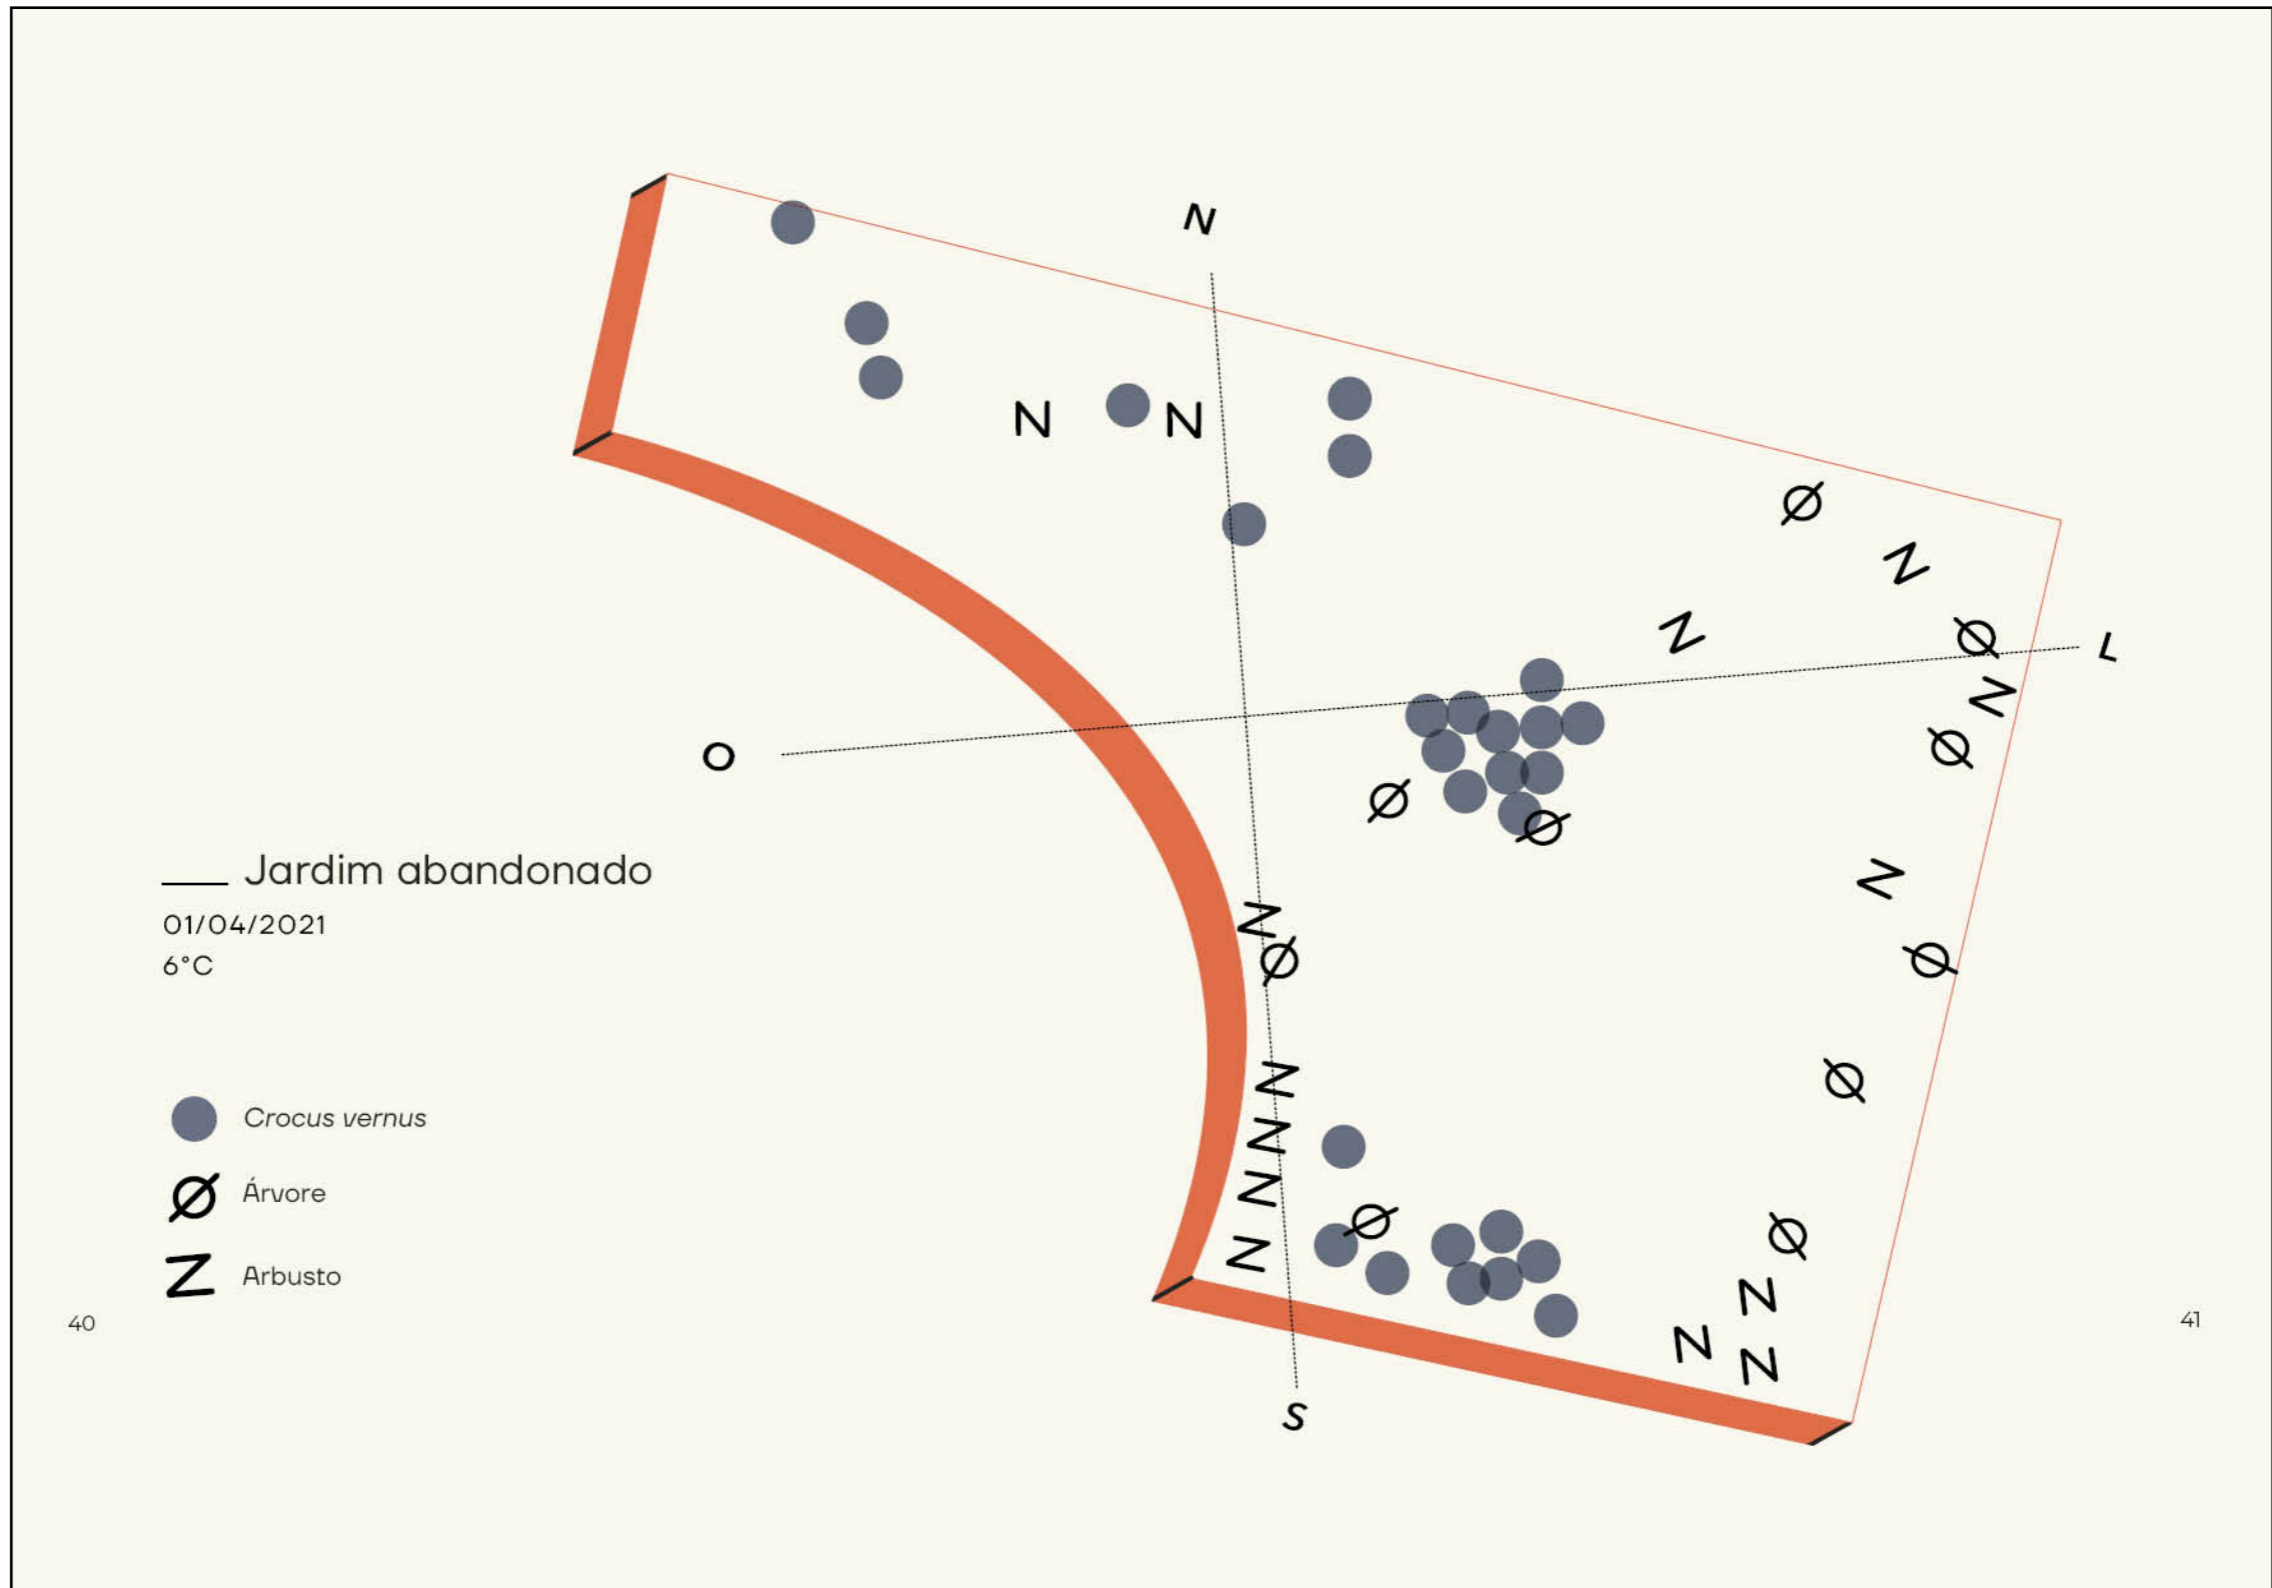 N
L
O
Jardim abandonado
01/04/2021
6°C
Crocus vernus
Árvore
Arbusto
40
41
S